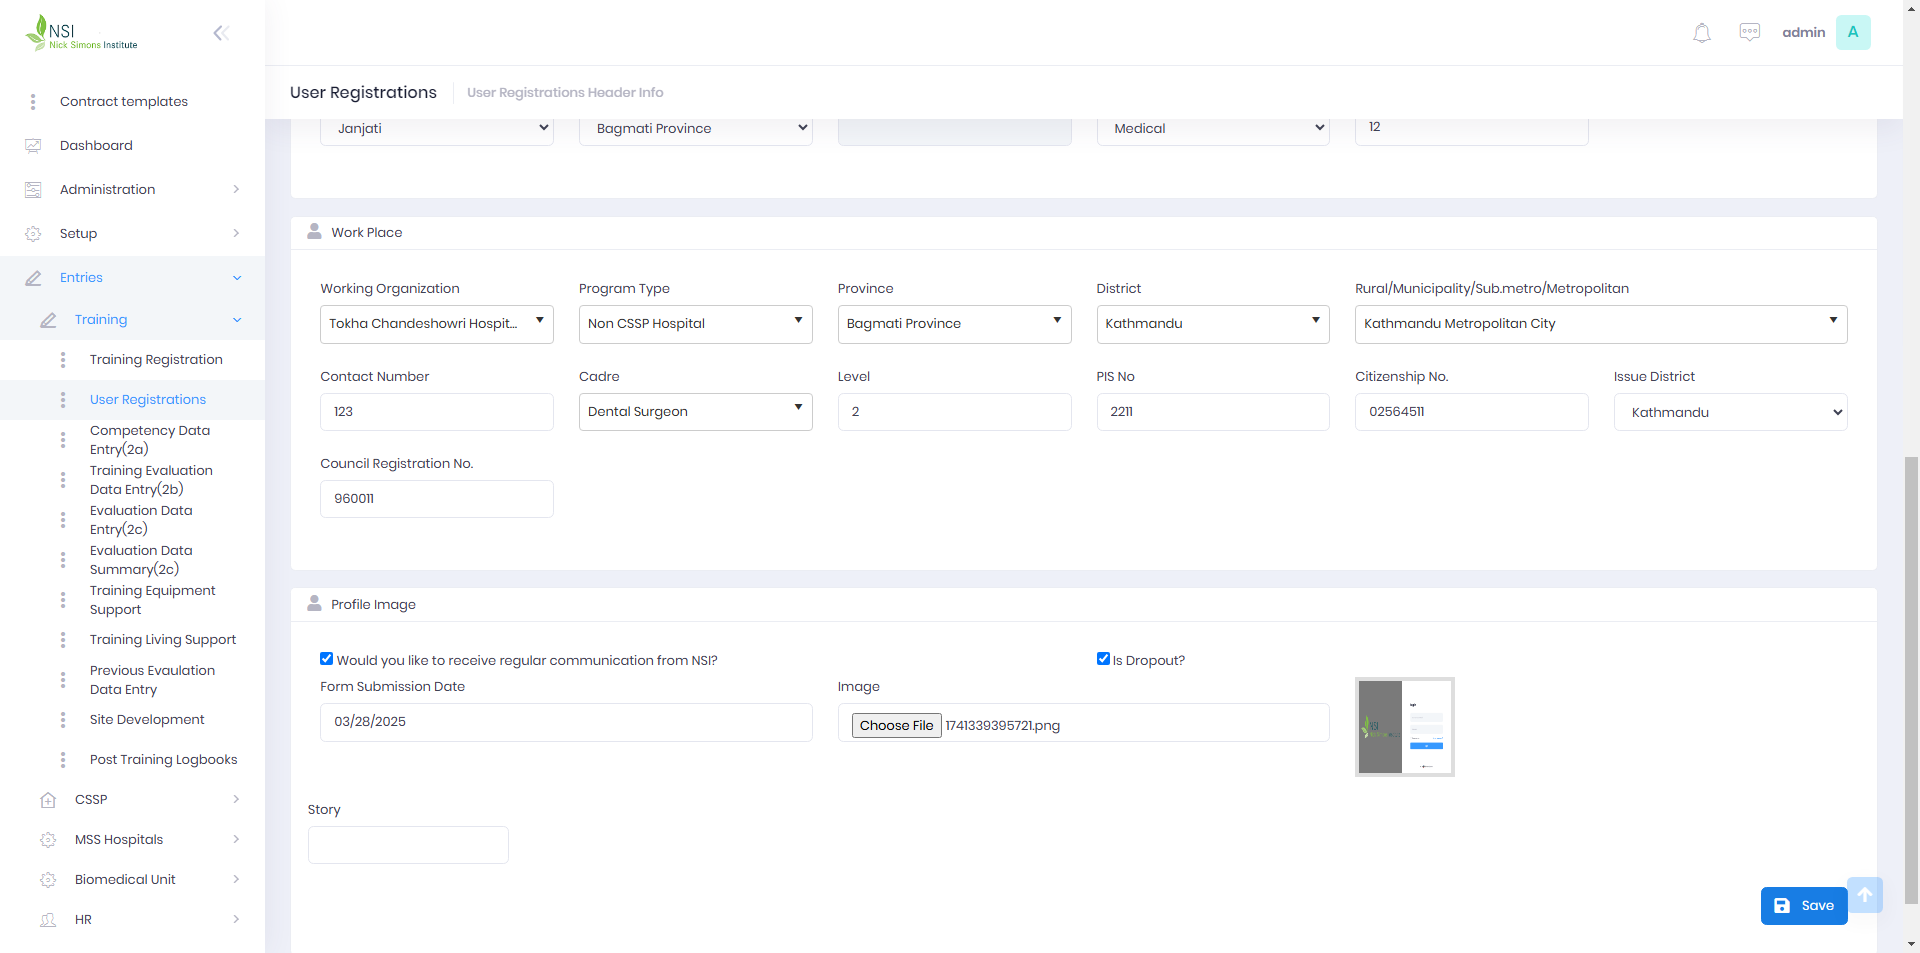 NSI
Nick Simons Institute
admin
A
User Registrations
User Registrations Header Info
Contract templates
Dashboard
Administration
Setup
Entries
Training
Training Registration
User Registrations
Competency Data
Entry(2a)
Training Evaluation
Data Entry(2b)
Evaluation Data
Entry(2c)
Evaluation Data
Summary(2c)
Training Equipment
Support
Training Living Support
Previous Evaulation
Data Entry
Site Development
Post Training Logbooks
CSSP
MSS Hospitals
Biomedical Unit
HR
Janjati
Bagmati Province
Medical
12
Work Place
Working Organization
Program Type
Province
District
Rural/Municipality/Sub.metro/Metropolitan
Tokha Chandeshowri Hospit...
Non CSSP Hospital
Bagmati Province
Kathmandu
Kathmandu Metropolitan City
Contact Number
Cadre
Level
PIS No
Citizenship No.
Issue District
123
Dental Surgeon
2
2211
02564511
Kathmandu
Council Registration No.
960011
Profile Image
Would you like to receive regular communication from NSI?
Is Dropout?
Form Submission Date
Image
03/28/2025
Choose File 1741339395721.png
NSI
Story
Save